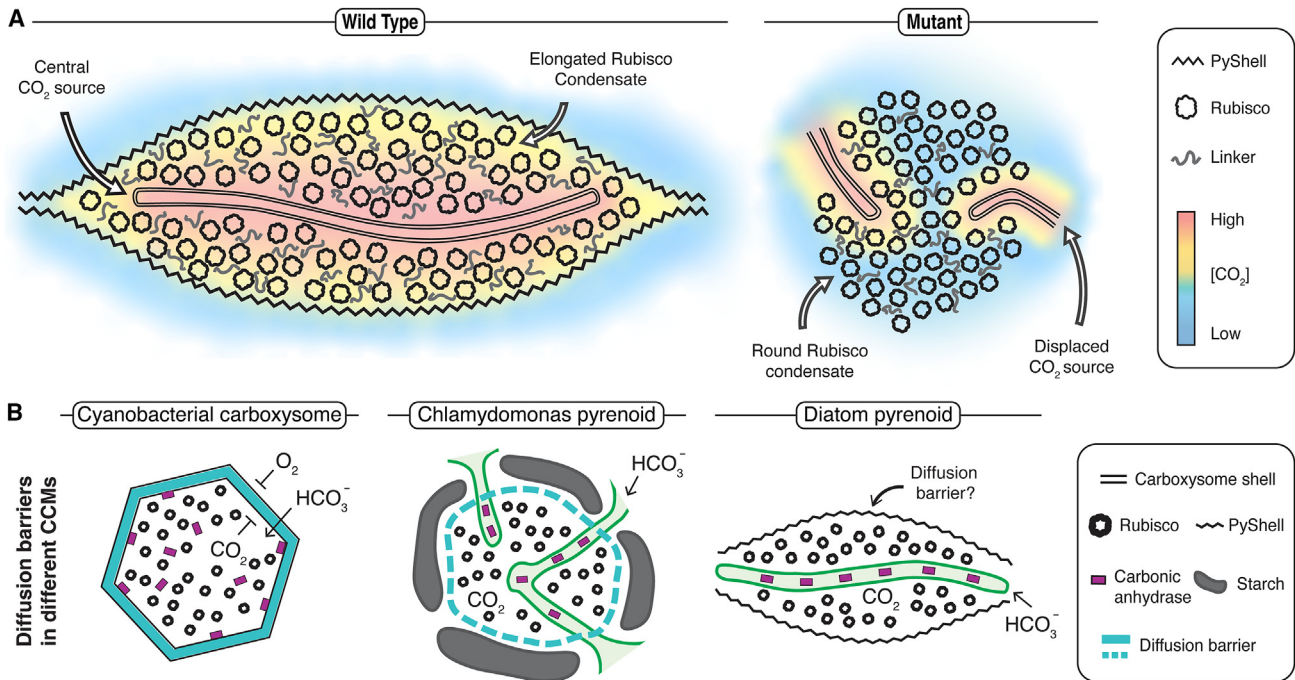 A
Wild Type
Mutant
Central
CO₂ source
Elongated Rubisco
Condensate
Round Rubisco
condensate
Displaced
CO₂ source
PyShell
Rubisco
Linker
High
[CO₂]
Low
B
Cyanobacterial carboxysome
Chlamydomonas pyrenoid
Diatom pyrenoid
Diffusion barriers
in different CCMs
O₂
HCO₃⁻
CO₂
HCO₃⁻
CO₂
Diffusion
barrier?
CO₂
HCO₃⁻
Carboxysome shell
Rubisco
PyShell
Carbonic
anhydrase
Starch
Diffusion barrier